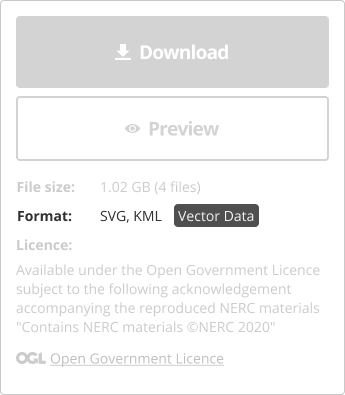 Download
Preview
File size: 1.02 GB (4 files)
Format: SVG, KML Vector Data
Licence:
Available under the Open Government Licence
subject to the following acknowledgement
accompanying the reproduced NERC materials
"Contains NERC materials ©NERC 2020"
OGL Open Government Licence